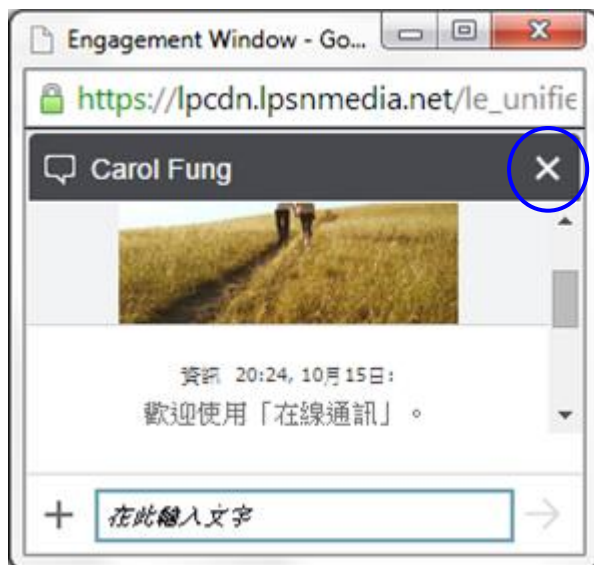 Engagement Window - Go...
https://lpcdn.lpsnmedia.net/le_unifie
Carol Fung
資訊 20:24, 10月15日:
歡迎使用「在線通訊」。
在此輸入文字